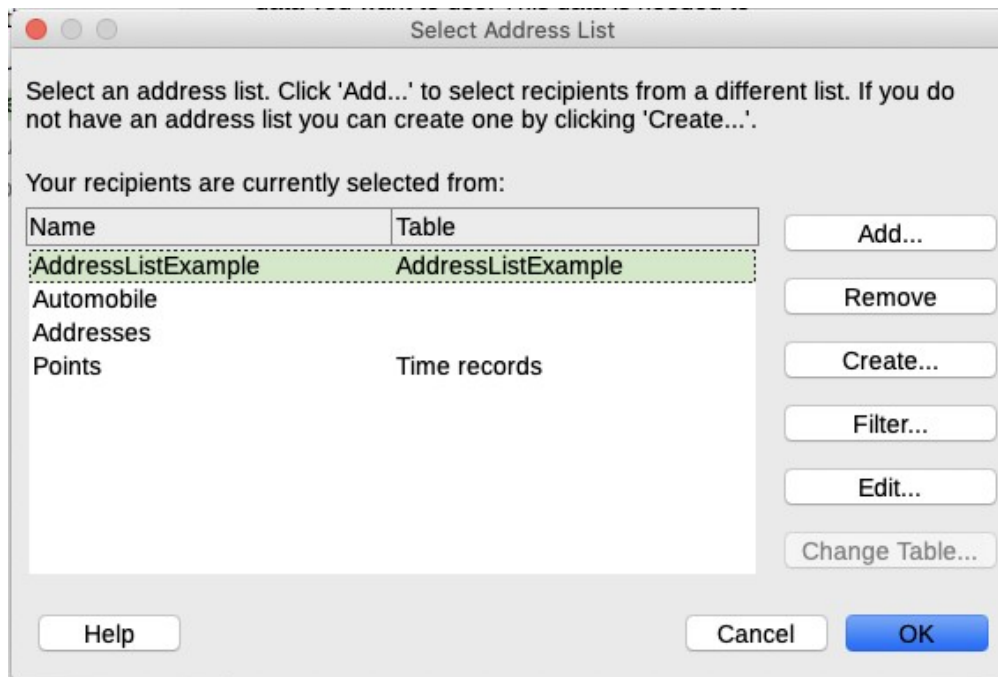 Select Address List
Select an address list. Click 'Add...' to select recipients from a different list. If you do
not have an address list you can create one by clicking 'Create...'.
Your recipients are currently selected from:
Name Table
Add...
AddressListExample AddressListExample
Automobile
Remove
Addresses
Points Time records
Create...
Filter...
Edit...
Change Table...
Help Cancel OK